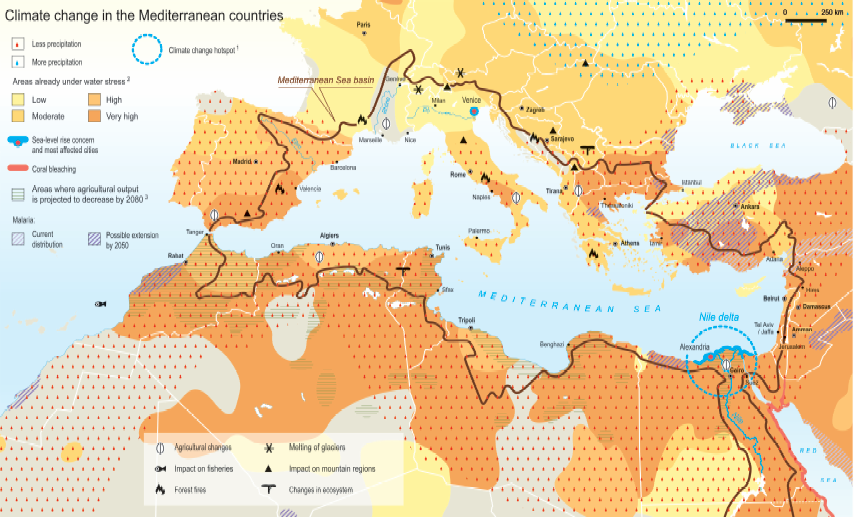 Climate change in the Mediterranean countries
0 250 km
Less precipitation
More precipitation
Climate change hotspot 1
Areas already under water stress 2
Low
High
Moderate
Very high
Sea-level rise concern
and most affected cities
Coral bleaching
Areas where agricultural output
is projected to decrease by 2080 3
Malaria:
Current
distribution
Possible extension
by 2050
Mediterranean Sea basin
Paris
Geneva
Milan
Venice
Zagreb
Sarajevo
Marseille
Nice
BLACK SEA
Madrid
Barcelona
Valencia
Rome
Naples
Tirana
Thessaloniki
Istanbul
Ankara
Palermo
Athens
Izmir
Adana
Aleppo
Tanger
Rabat
Oran
Algiers
Tunis
Sfax
Homs
Beirut
Damascus
MEDITERRANEAN SEA
Tripoli
Benghazi
Nile delta
Alexandria
Tel Aviv
/ Jaffa
Amman
Jerusalem
Cairo
Suez
RED
SEA
Agricultural changes
Melting of glaciers
Impact on fisheries
Impact on mountain regions
Forest fires
Changes in ecosystem